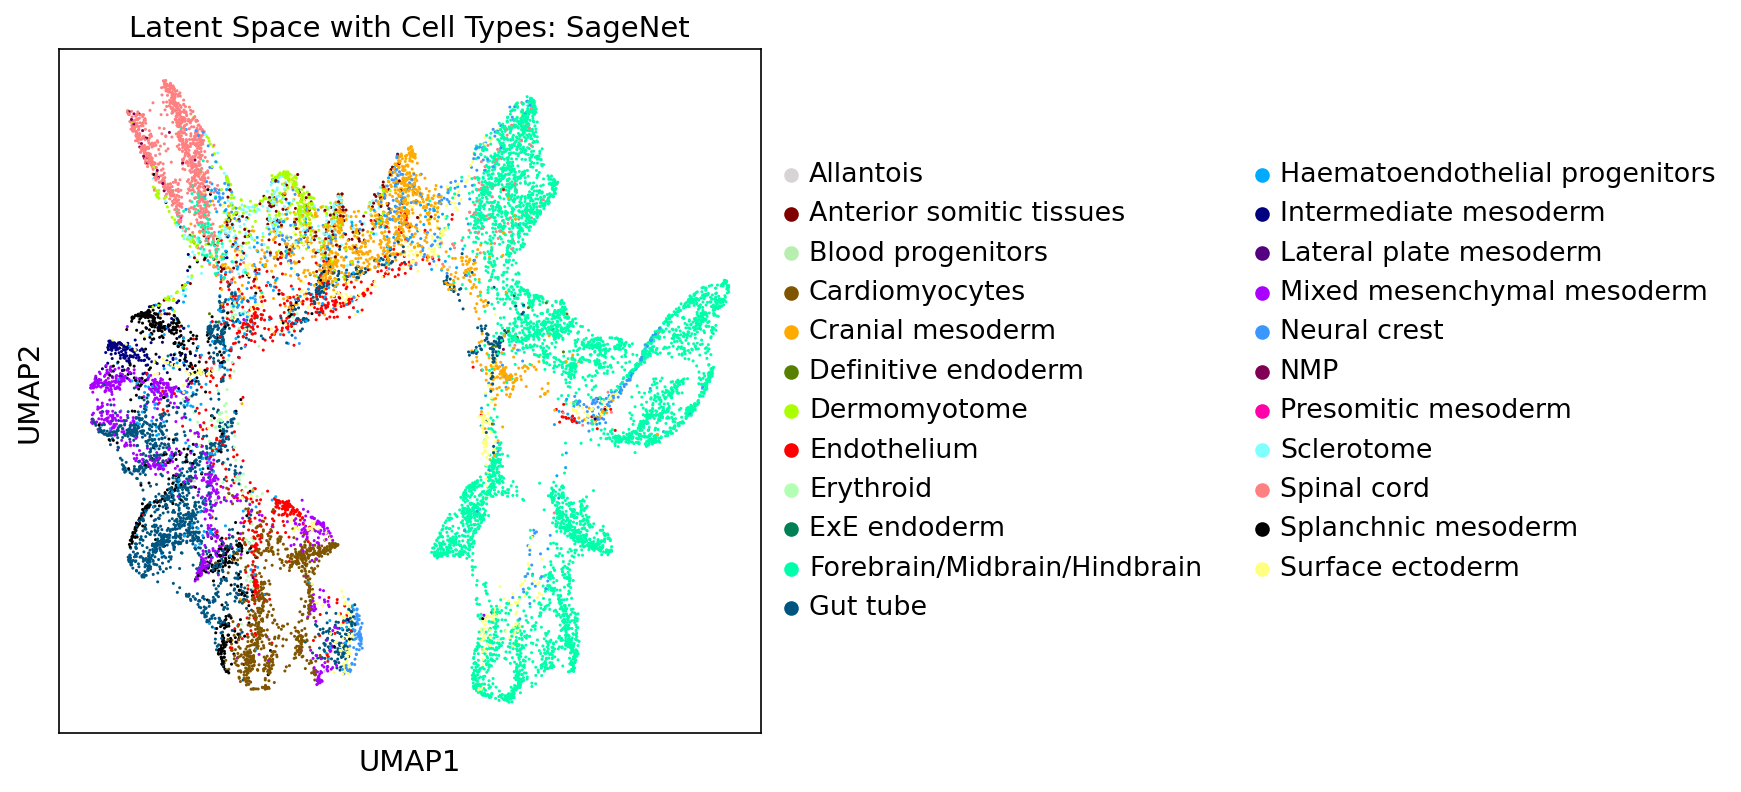 Latent Space with Cell Types: SageNet
UMAP2
UMAP1
Allantois
Anterior somitic tissues
Blood progenitors
Cardiomyocytes
Cranial mesoderm
Definitive endoderm
Dermomyotome
Endothelium
Erythroid
ExE endoderm
Forebrain/Midbrain/Hindbrain
Gut tube
Haematoendothelial progenitors
Intermediate mesoderm
Lateral plate mesoderm
Mixed mesenchymal mesoderm
Neural crest
NMP
Presomitic mesoderm
Sclerotome
Spinal cord
Splanchnic mesoderm
Surface ectoderm